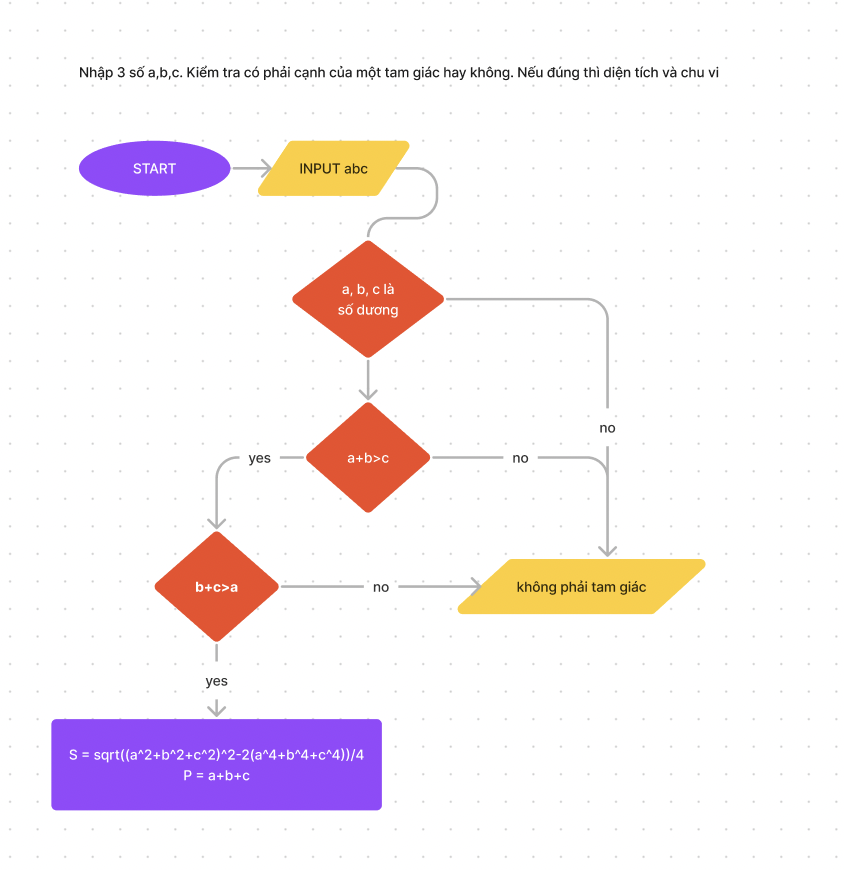 Nhập 3 số a,b,c. Kiểm tra có phải cạnh của một tam giác hay không. Nếu đúng thì diện tích và chu vi
START
INPUT abc
a, b, c là
số dương
no
a+b>c
yes
no
b+c>a
no
không phải tam giác
yes
S = sqrt((a^2+b^2+c^2)^2-2(a^4+b^4+c^4))/4
P = a+b+c